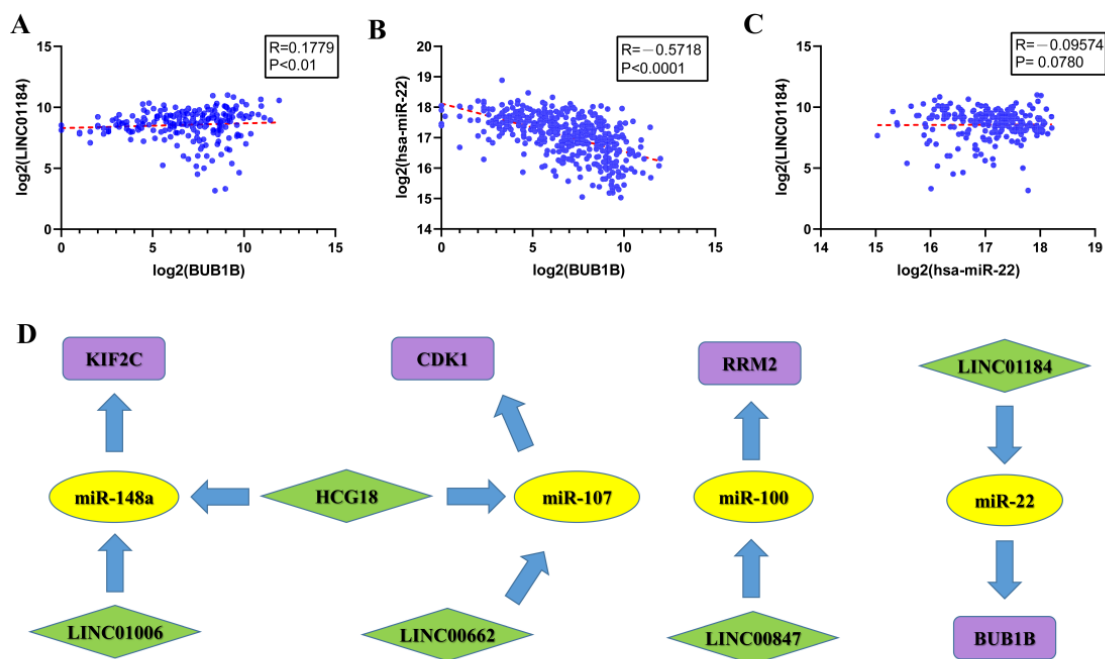 A
R=0.1779
P<0.01
log2(LINC01184)
15
10
5
0
0 5 10 15
log2(BUB1B)
B
R=−0.5718
P<0.0001
log2(hsa-miR-22)
20
19
18
17
16
15
14
0 5 10 15
log2(BUB1B)
C
R=−0.09574
P= 0.0780
log2(LINC01184)
15
10
5
0
14 15 16 17 18 19
log2(hsa-miR-22)
D
KIF2C
CDK1
RRM2
LINC01184
miR-148a
HCG18
miR-107
miR-100
miR-22
LINC01006
LINC00662
LINC00847
BUB1B